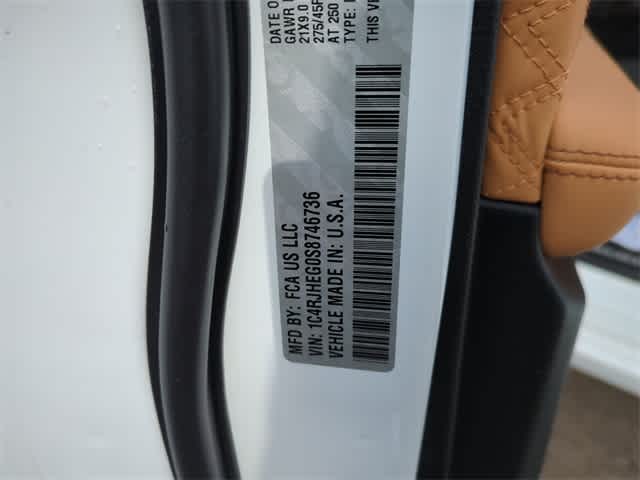 MFD BY: FCA US LLC
VIN: 1C4RJHEG0S8746736
VEHICLE MADE IN: U.S.A.
DATE O
GAWR
21X9.0
275/45R
AT 250
TYPE:
THIS VE